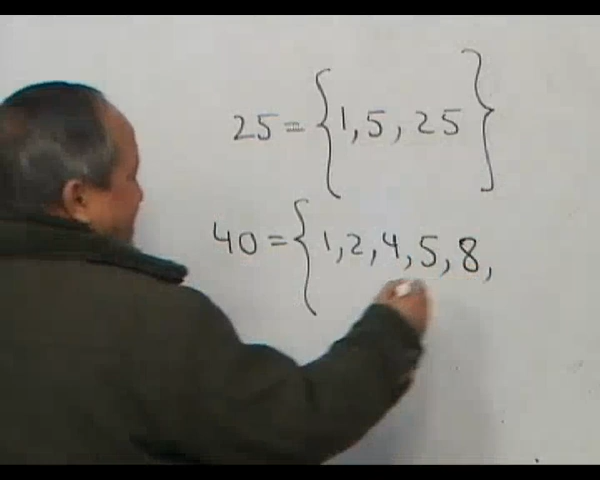 25 = {1, 5, 25}
40 = {1, 2, 4, 5, 8,